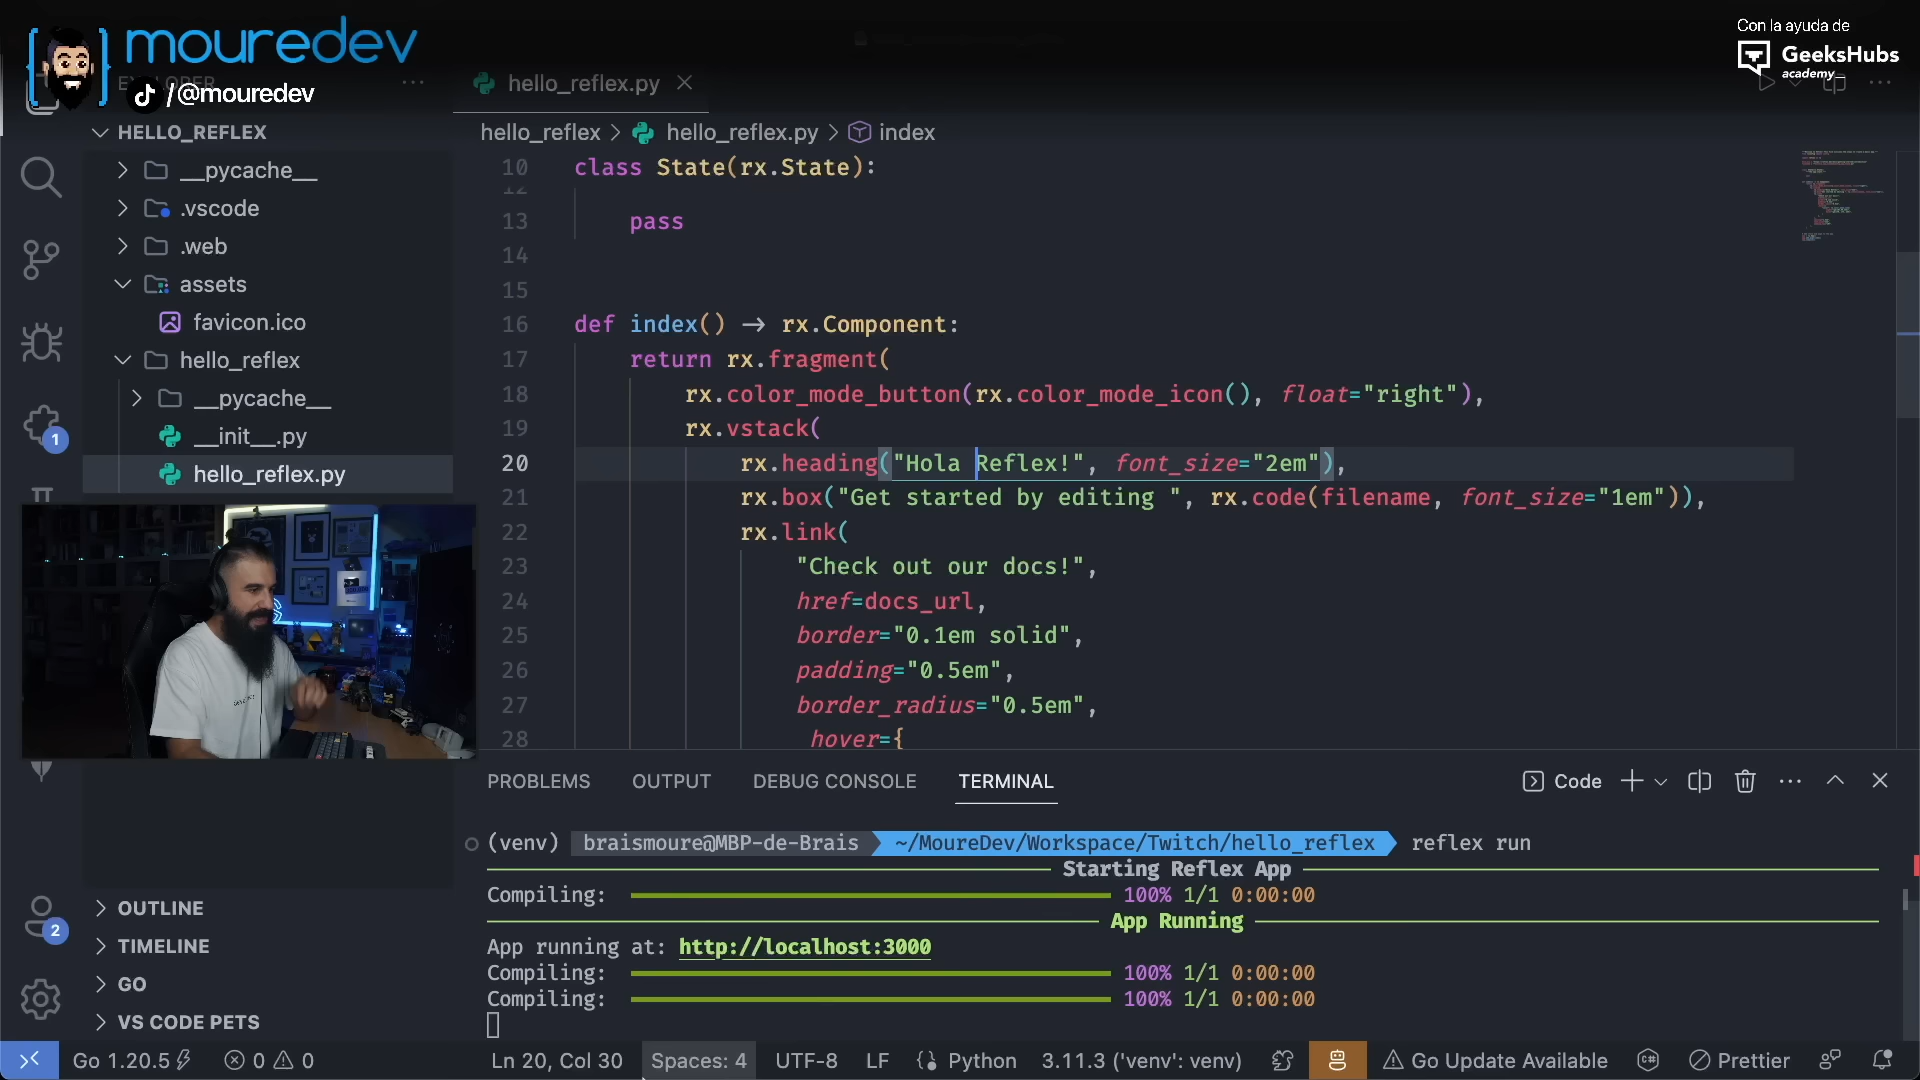 mouredev
/@mouredev
Con la ayuda de
GeeksHubs
academy
EXPLORER
hello_reflex.py
HELLO_REFLEX
hello_reflex > hello_reflex.py > index
__pycache__
.vscode
.web
assets
favicon.ico
hello_reflex
__pycache__
__init__.py
hello_reflex.py
10 class State(rx.State):
12
13 pass
14
15
16 def index() → rx.Component:
17 return rx.fragment(
18 rx.color_mode_button(rx.color_mode_icon(), float="right"),
19 rx.vstack(
20 rx.heading("Hola Reflex!", font_size="2em"),
21 rx.box("Get started by editing ", rx.code(filename, font_size="1em")),
22 rx.link(
23 "Check out our docs!",
24 href=docs_url,
25 border="0.1em solid",
26 padding="0.5em",
27 border_radius="0.5em",
28 hover={
1
2
OUTLINE
TIMELINE
GO
VS CODE PETS
PROBLEMS OUTPUT DEBUG CONSOLE TERMINAL Code
(venv) braismoure@MBP-de-Brais ~/MoureDev/Workspace/Twitch/hello_reflex reflex run
Starting Reflex App
Compiling: 100% 1/1 0:00:00
App Running
App running at: http://localhost:3000
Compiling: 100% 1/1 0:00:00
Compiling: 100% 1/1 0:00:00
Go 1.20.5 0 0 Ln 20, Col 30 Spaces: 4 UTF-8 LF Python 3.11.3 ('venv': venv) Go Update Available Prettier